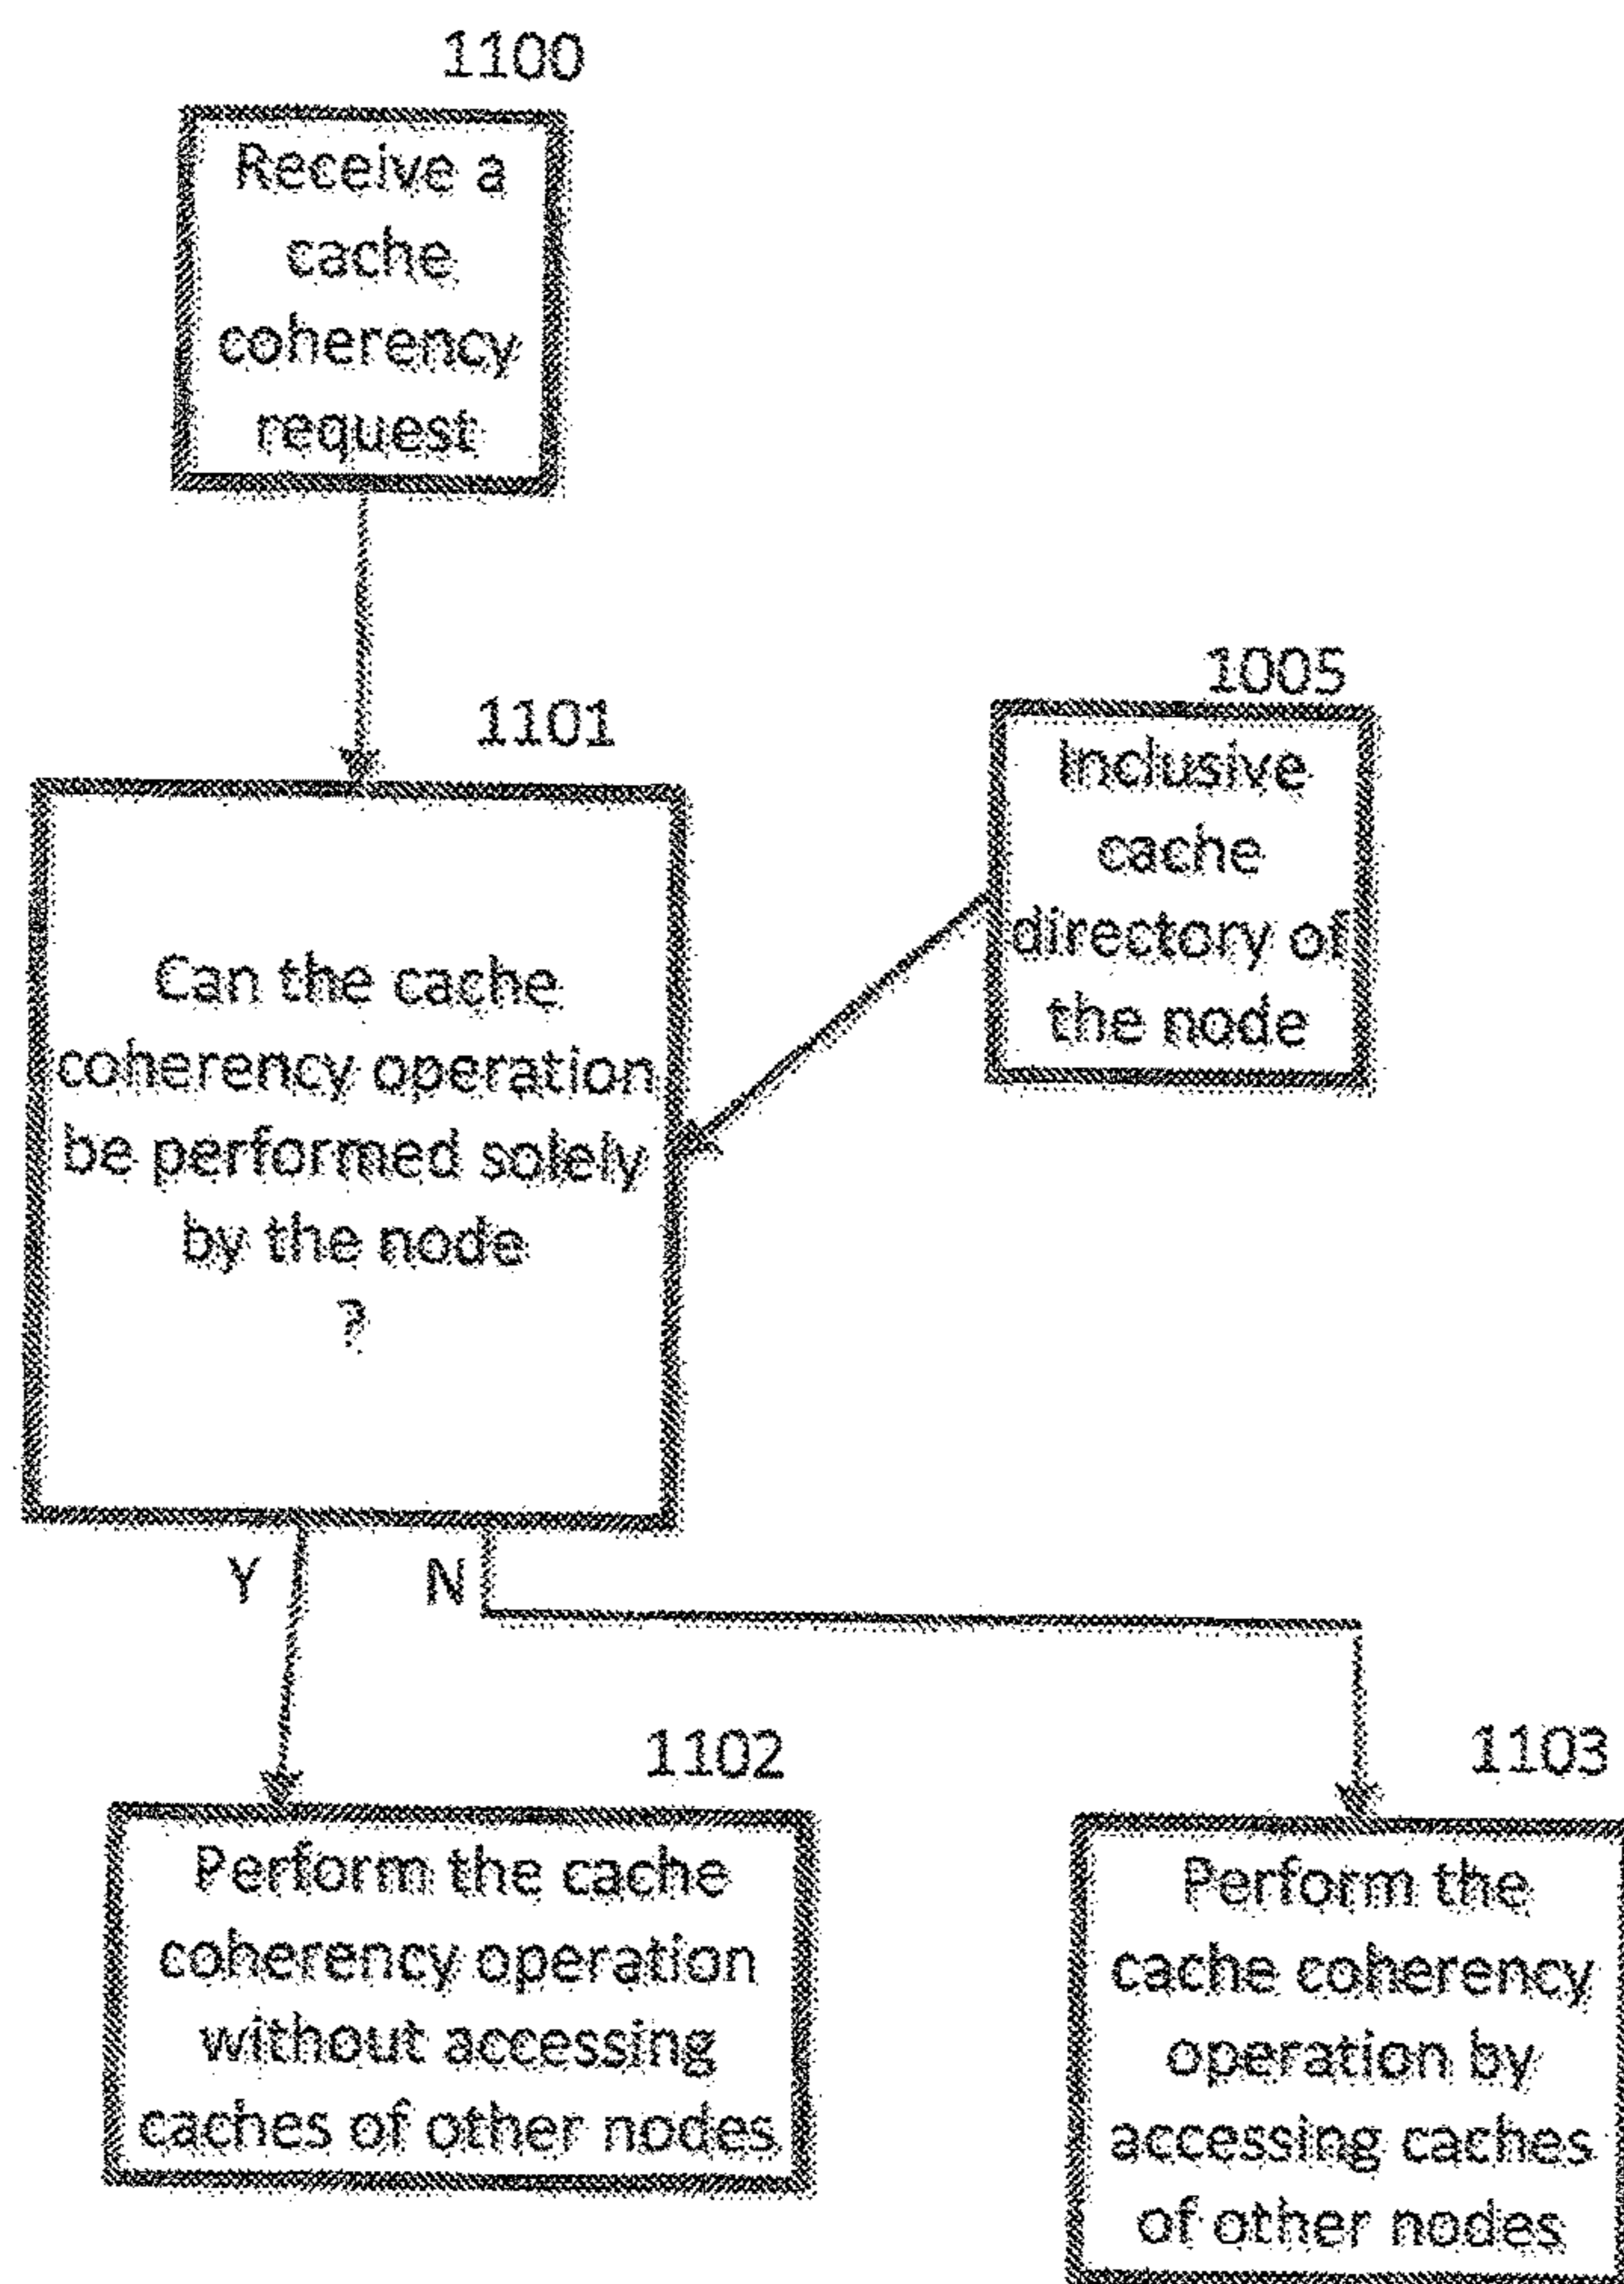 1100
Receive a
cache
coherency
request
1101
Can the cache
coherency operation
be performed solely
by the node
?
1005
Inclusive
cache
directory of
the node
Y
N
1102
Perform the cache
coherency operation
without accessing
caches of other nodes
1103
Perform the
cache coherency
operation by
accessing caches
of other nodes